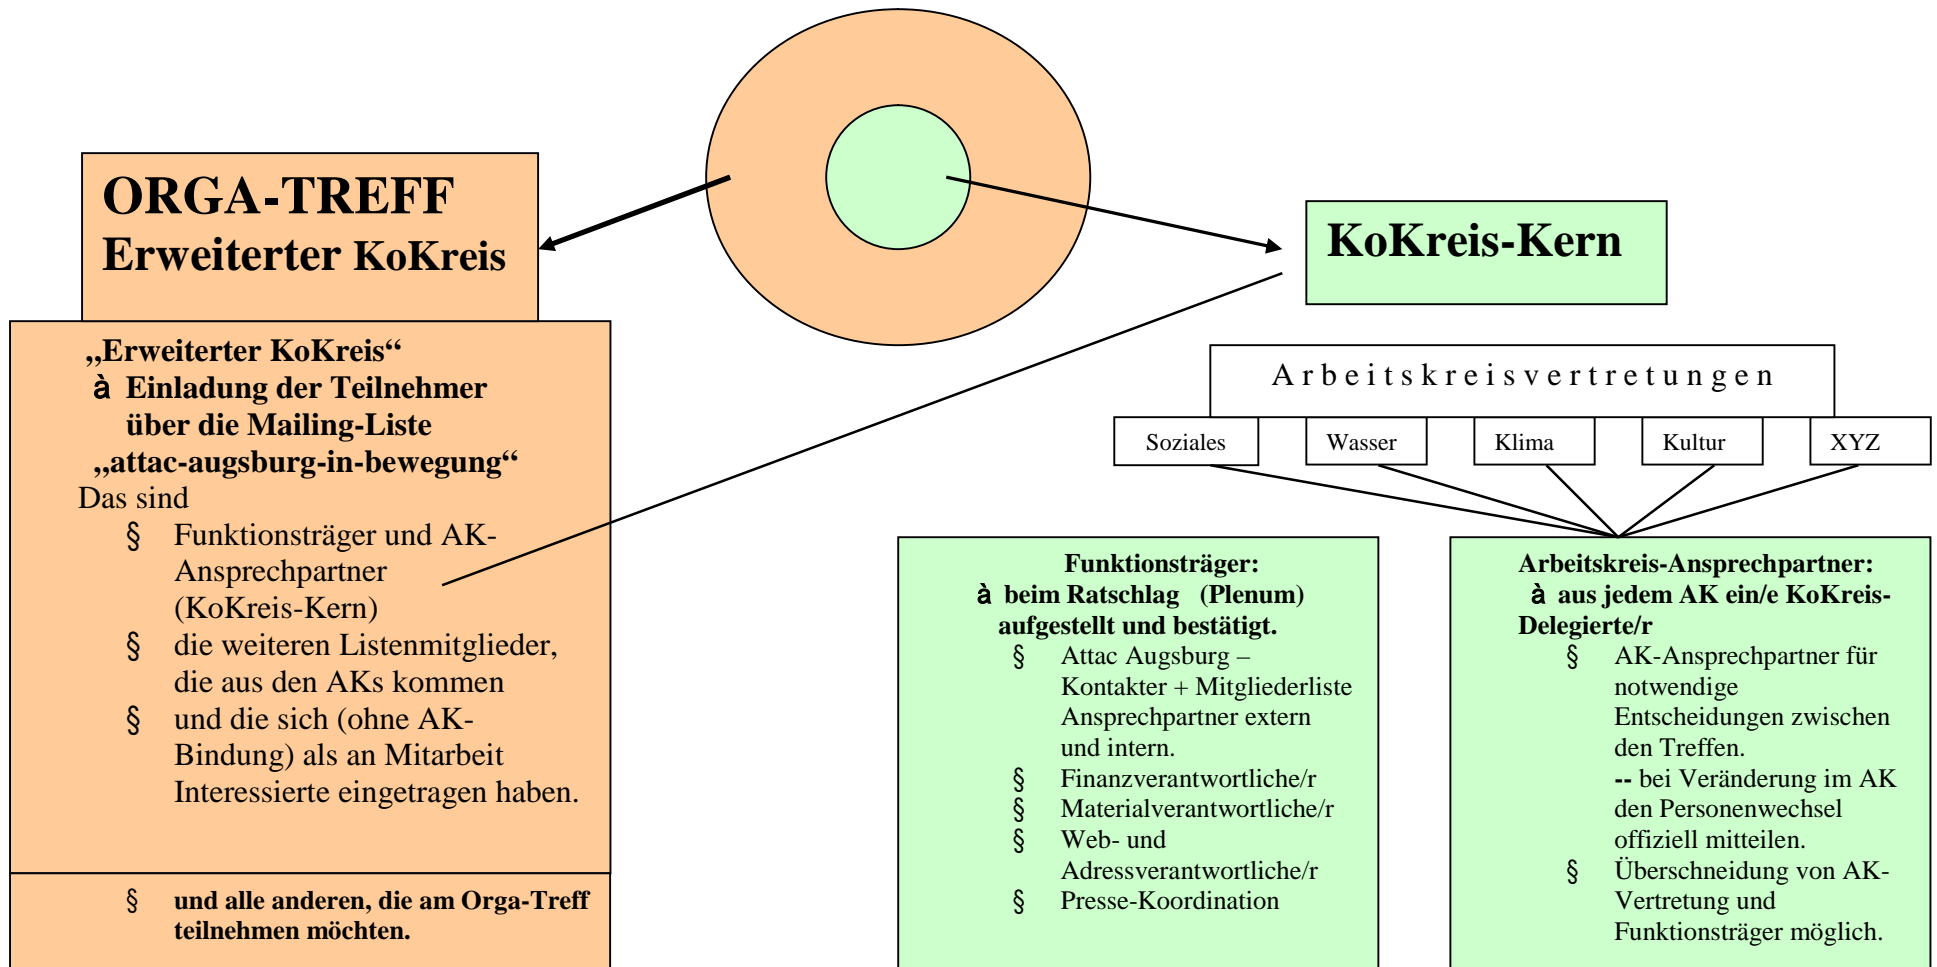 ORGA-TREFF
Erweiterter KoKreis
„Erweiterter KoKreis“
à Einladung der Teilnehmer
über die Mailing-Liste
„attac-augsburg-in-bewegung“
Das sind
§ Funktionsträger und AK-
Ansprechpartner
(KoKreis-Kern)
§ die weiteren Listenmitglieder,
die aus den AKs kommen
§ und die sich (ohne AK-
Bindung) als an Mitarbeit
Interessierte eingetragen haben.
§ und alle anderen, die am Orga-Treff
teilnehmen möchten.
KoKreis-Kern
Arbeitskreisvertretungen
Soziales
Wasser
Klima
Kultur
XYZ
Funktionsträger:
à beim Ratschlag (Plenum)
aufgestellt und bestätigt.
§ Attac Augsburg –
Kontakter + Mitgliederliste
Ansprechpartner extern
und intern.
§ Finanzverantwortliche/r
§ Materialverantwortliche/r
§ Web- und
Adressverantwortliche/r
§ Presse-Koordination
Arbeitskreis-Ansprechpartner:
à aus jedem AK ein/e KoKreis-
Delegierte/r
§ AK-Ansprechpartner für
notwendige
Entscheidungen zwischen
den Treffen.
-- bei Veränderung im AK
den Personenwechsel
offiziell mitteilen.
§ Überschneidung von AK-
Vertretung und
Funktionsträger möglich.